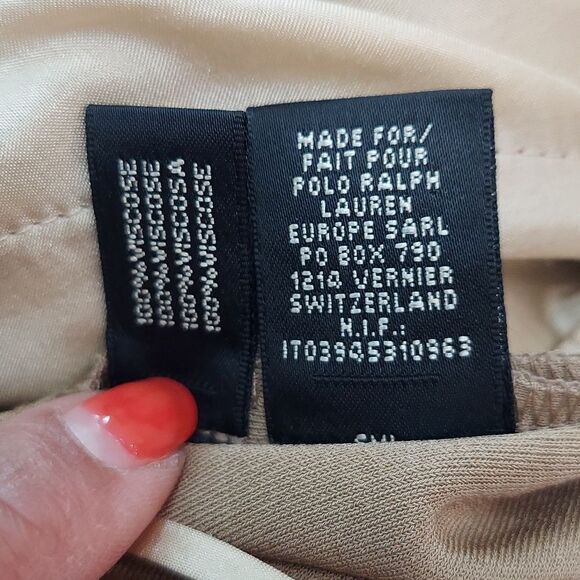 100% VISCOSE
100% VISCOSE
100% VISCOSA
100% VISCOSE
MADE FOR/
FAIT POUR
POLO RALPH
LAUREN
EUROPE SARL
PO BOX 790
1214 VERNIER
SWITZERLAND
N.I.F.:
IT03945310963